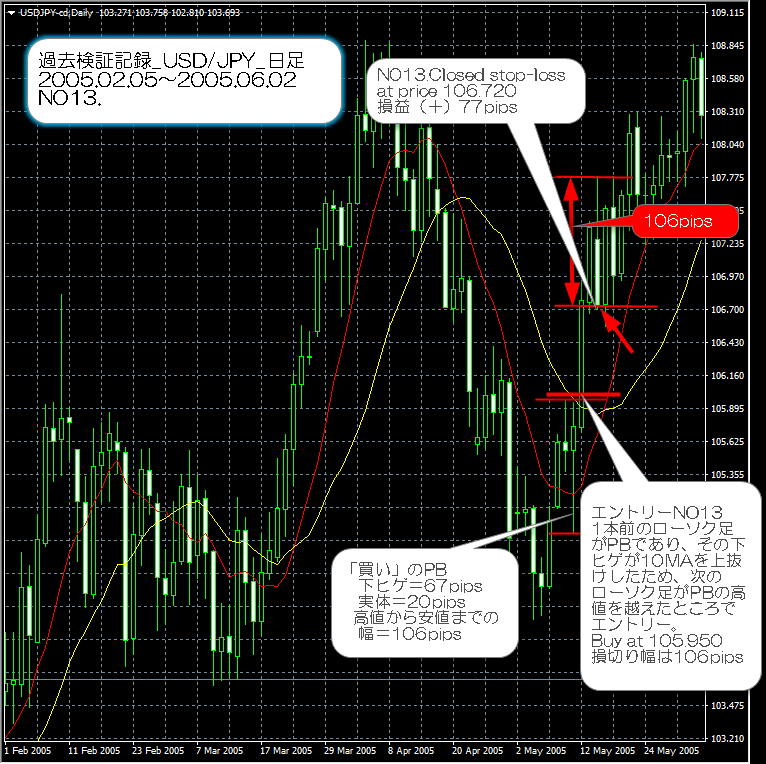 USDJPY-cd,Daily 103.271 103.758 102.810 103.693
過去検証記録_USD/JPY_日足
2005.02.05～2005.06.02
NO13.
NO13.Closed stop-loss
at price 106.720
損益（＋）77pips
106pips
「買い」のPB
下ヒゲ＝67pips
実体＝20pips
高値から安値までの
幅＝106pips
エントリーNO13
1本前のローソク足
がPBであり、その下
ヒゲが10MAを上抜
けしたため、次の
ローソク足がPBの高
値を越えたところで
エントリー。
Buy at 105.950
損切り幅は106pips
109.115
108.845
108.580
108.310
108.040
107.775
107.235
106.970
106.700
106.430
106.160
105.895
105.625
105.355
103.475
103.210
1 Feb 2005
11 Feb 2005
23 Feb 2005
7 Mar 2005
17 Mar 2005
29 Mar 2005
8 Apr 2005
20 Apr 2005
2 May 2005
12 May 2005
24 May 2005